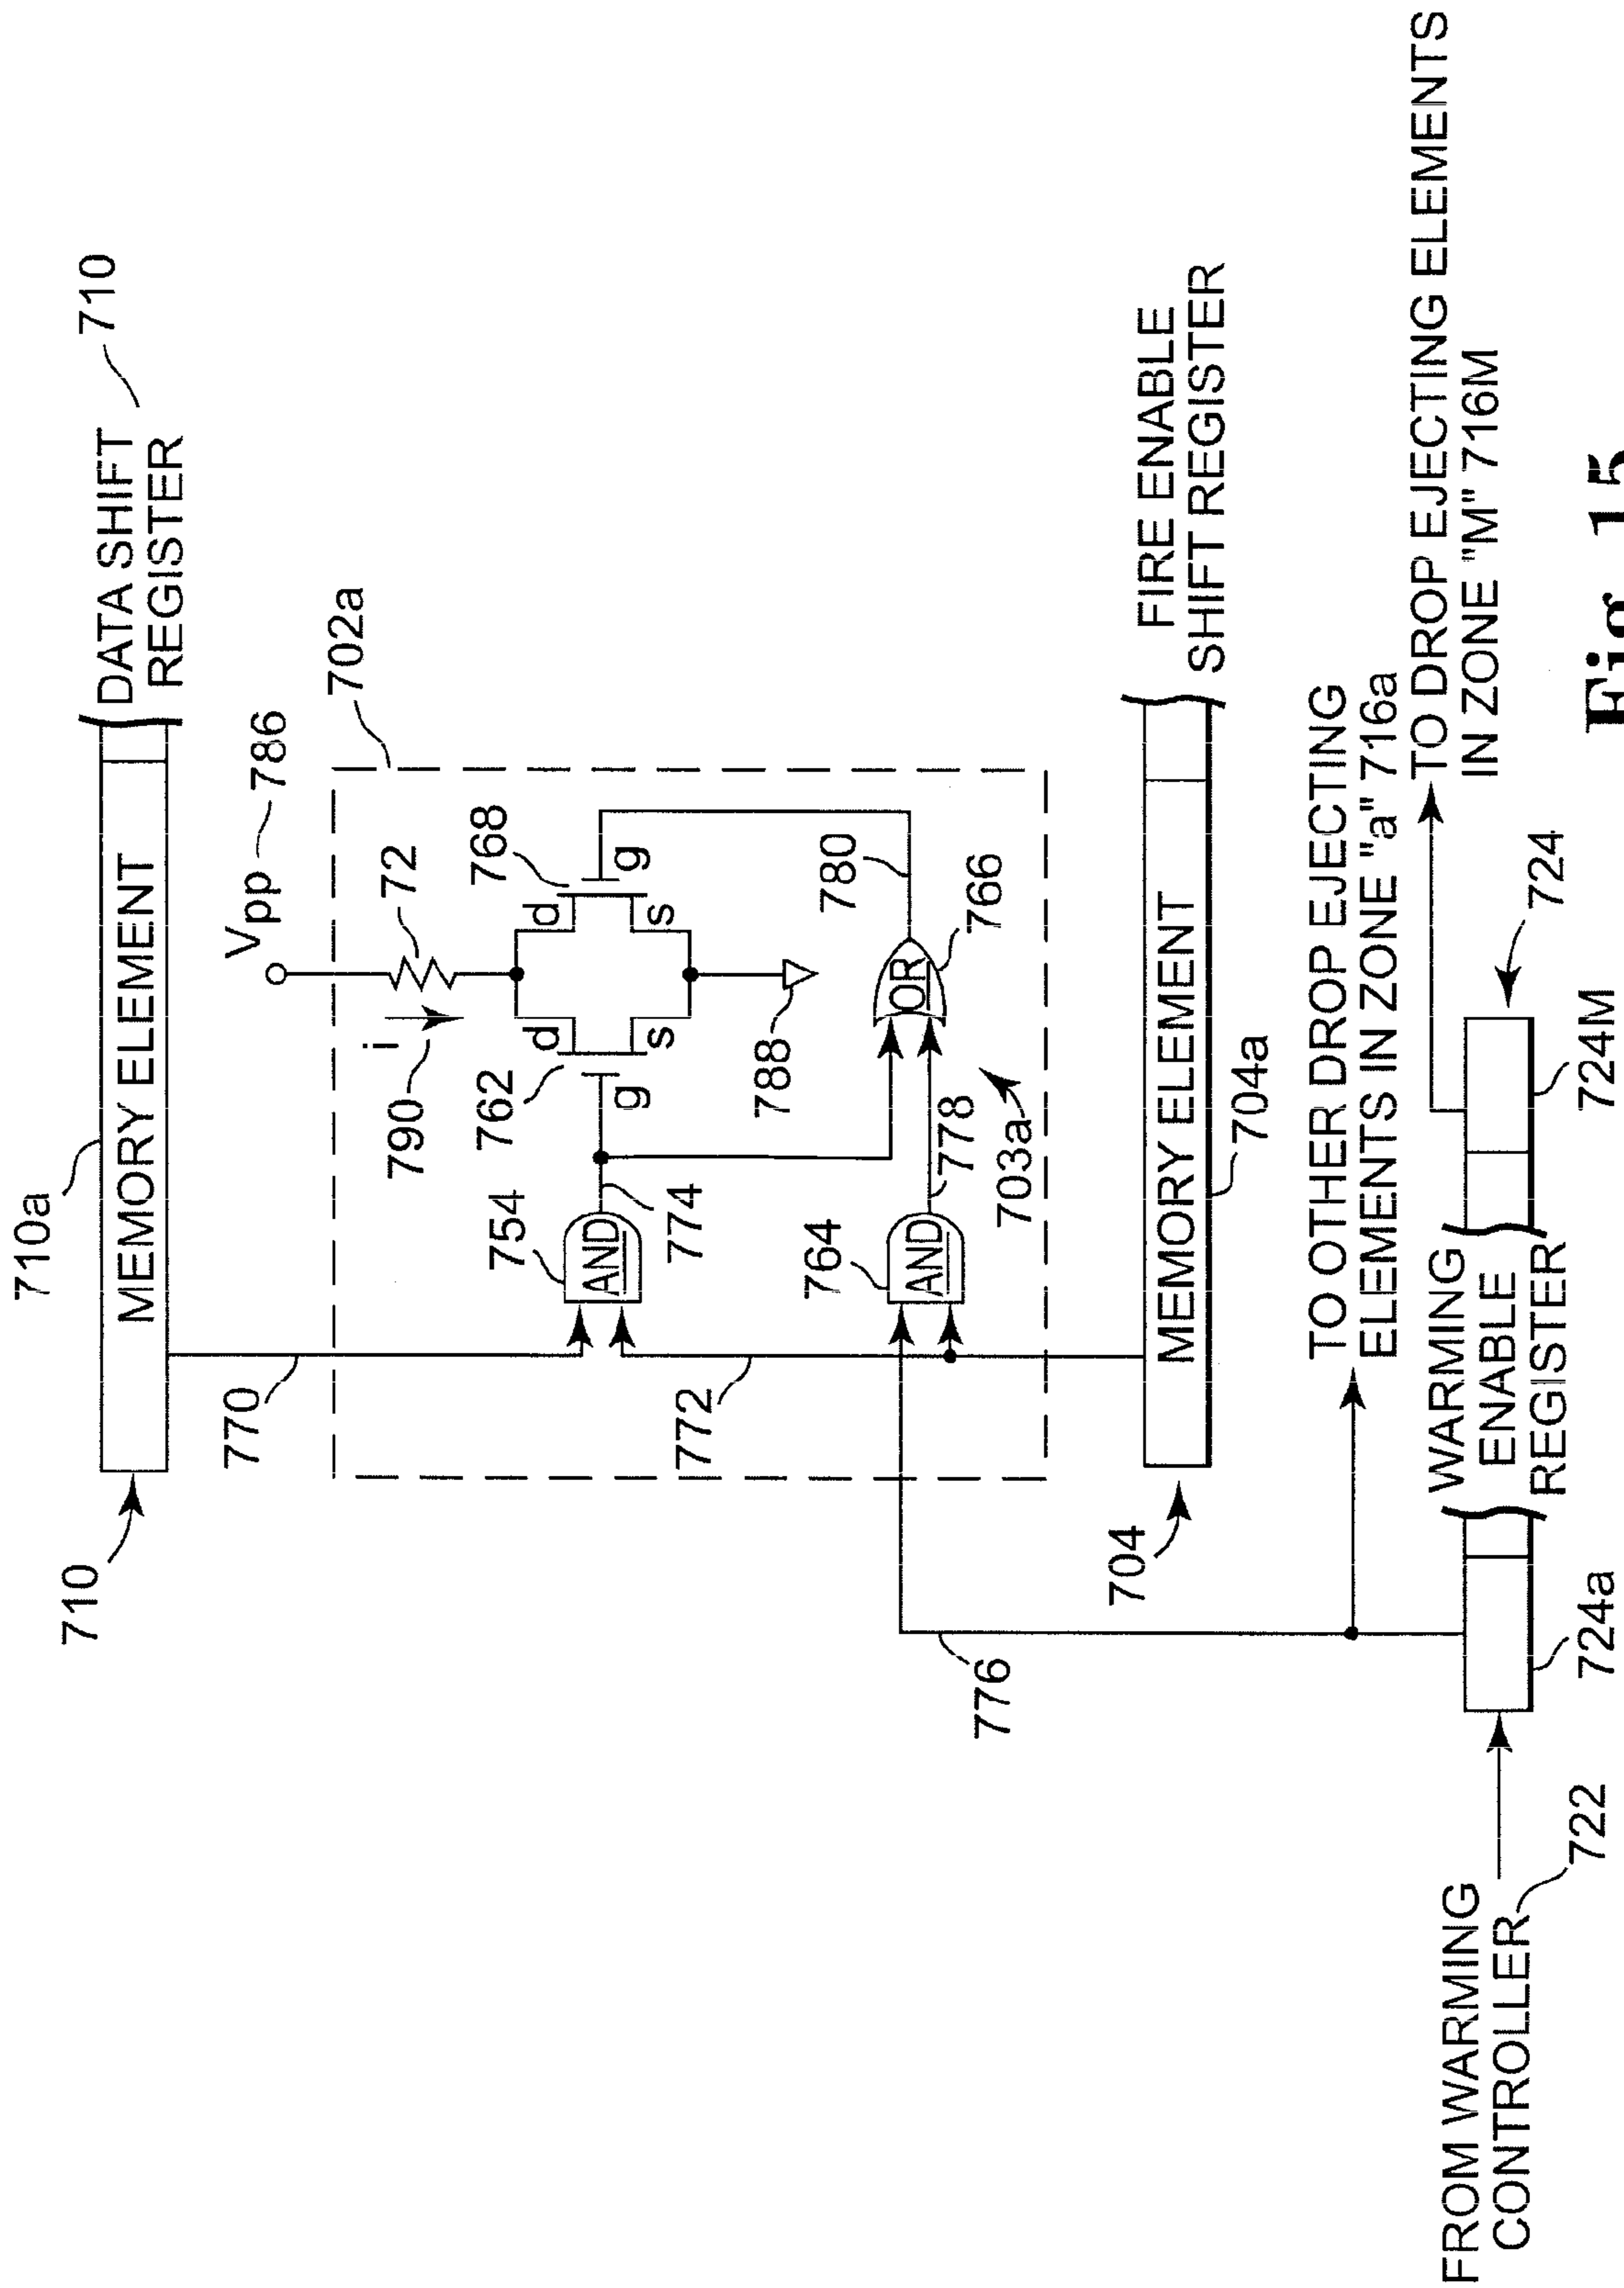 710a
710
MEMORY ELEMENT
DATA SHIFT
REGISTER
710
770
Vpp
786
702a
790
i
72
762
d
d
768
g
s
s
g
754
AND
774
788
780
772
764
AND
778
OR
766
703a
776
704
MEMORY ELEMENT
704a
FIRE ENABLE
SHIFT REGISTER
TO OTHER DROP EJECTING
ELEMENTS IN ZONE "a" 716a
TO DROP EJECTING ELEMENTS
IN ZONE "M" 716M
FROM WARMING
CONTROLLER
722
724a
WARMING
ENABLE
REGISTER
724M
724
Fig. 15